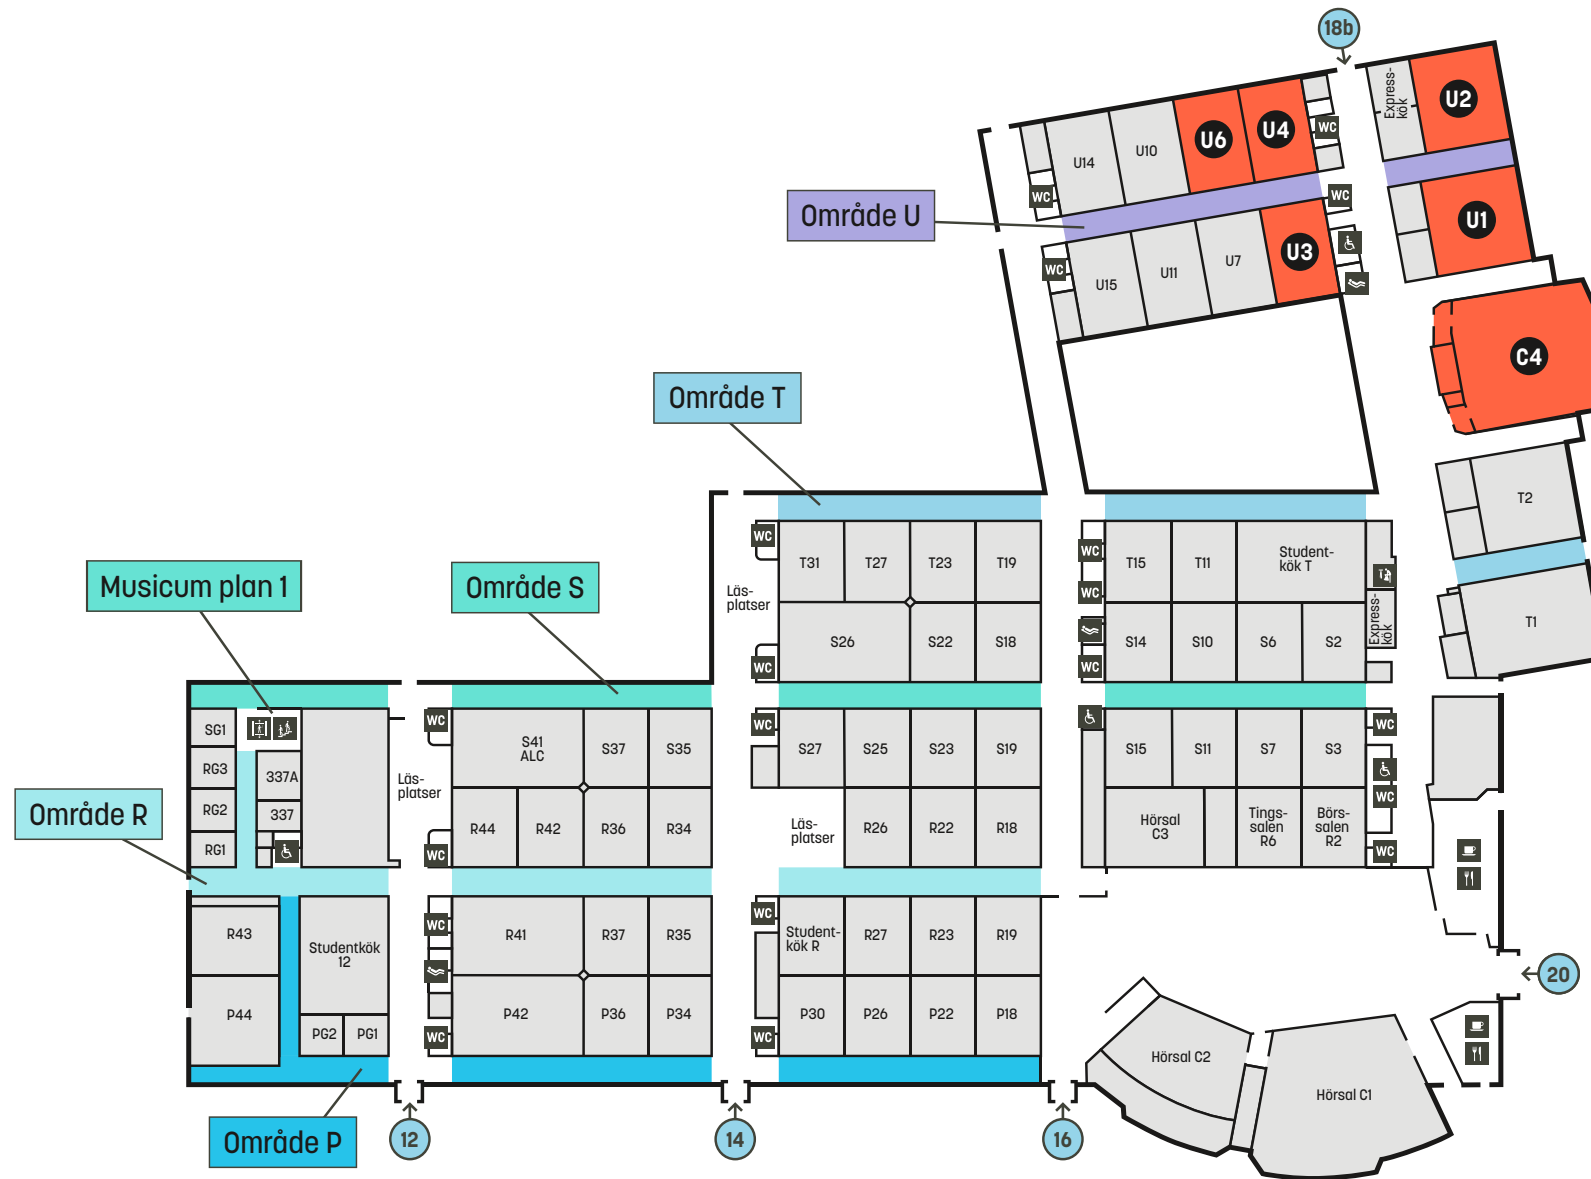 18b
Express-
kök
U2
U6
U4
WC
U10
U14
WC
WC
Område U
U1
U3
WC
U7
U11
U15
C4
Område T
T2
WC
T31
T27
T23
T19
WC
T15
T11
Student-
kök T
Läs-
platser
WC
Express-
kök
T1
S26
S22
S18
S14
S10
S6
S2
WC
WC
Musicum plan 1
Område S
SG1
RG3
RG2
RG1
337A
337
Läs-
platser
WC
S41
ALC
S37
S35
WC
S27
S25
S23
S19
S15
S11
S7
S3
WC
WC
Område R
R44
R42
R36
R34
WC
Läs-
platser
R26
R22
R18
Hörsal
C3
Tings-
salen
R6
Börs-
salen
R2
WC
R43
Studentkök
12
WC
R41
R37
R35
WC
Student-
kök R
R27
R23
R19
20
P44
PG2
PG1
P42
P36
P34
WC
P30
P26
P22
P18
WC
Hörsal C2
Hörsal C1
Område P
12
14
16